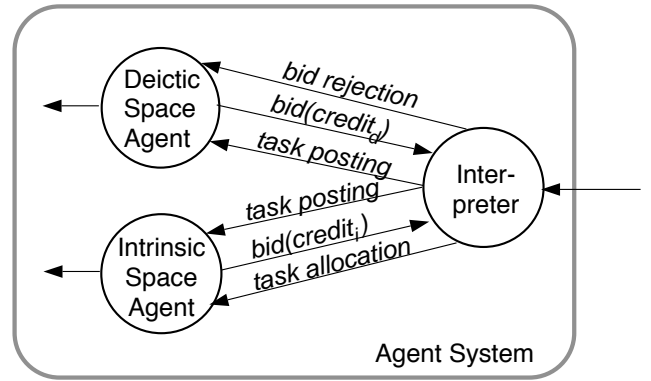 Deictic
Space
Agent
bid rejection
bid(credit_d)
task posting
Inter-
preter
task posting
bid(credit_i)
task allocation
Intrinsic
Space
Agent
Agent System